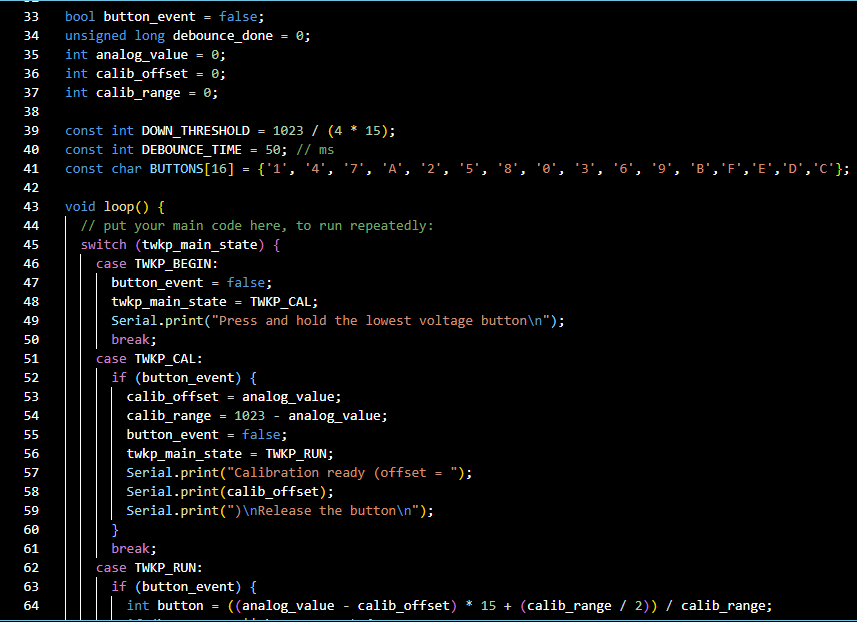 33 bool button_event = false;
34 unsigned long debounce_done = 0;
35 int analog_value = 0;
36 int calib_offset = 0;
37 int calib_range = 0;
38
39 const int DOWN_THRESHOLD = 1023 / (4 * 15);
40 const int DEBOUNCE_TIME = 50; // ms
41 const char BUTTONS[16] = {'1', '4', '7', 'A', '2', '5', '8', '0', '3', '6', '9', 'B','F','E','D','C'};
42
43 void loop() {
44   // put your main code here, to run repeatedly:
45   switch (twkp_main_state) {
46     case TWKP_BEGIN:
47       button_event = false;
48       twkp_main_state = TWKP_CAL;
49       Serial.print("Press and hold the lowest voltage button\n");
50       break;
51     case TWKP_CAL:
52       if (button_event) {
53         calib_offset = analog_value;
54         calib_range = 1023 - analog_value;
55         button_event = false;
56         twkp_main_state = TWKP_RUN;
57         Serial.print("Calibration ready (offset = ");
58         Serial.print(calib_offset);
59         Serial.print(")\nRelease the button\n");
60       }
61       break;
62     case TWKP_RUN:
63       if (button_event) {
64         int button = ((analog_value - calib_offset) * 15 + (calib_range / 2)) / calib_range;